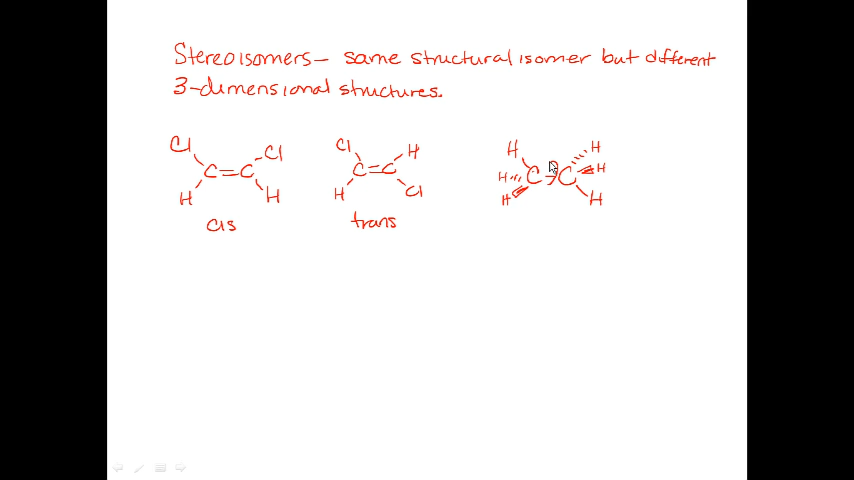 Stereoisomers— same structural isomer but different
3-dimensional structures.
Cl Cl Cl H H H
C=C C=C H C-C H
H H H Cl H H
cis trans